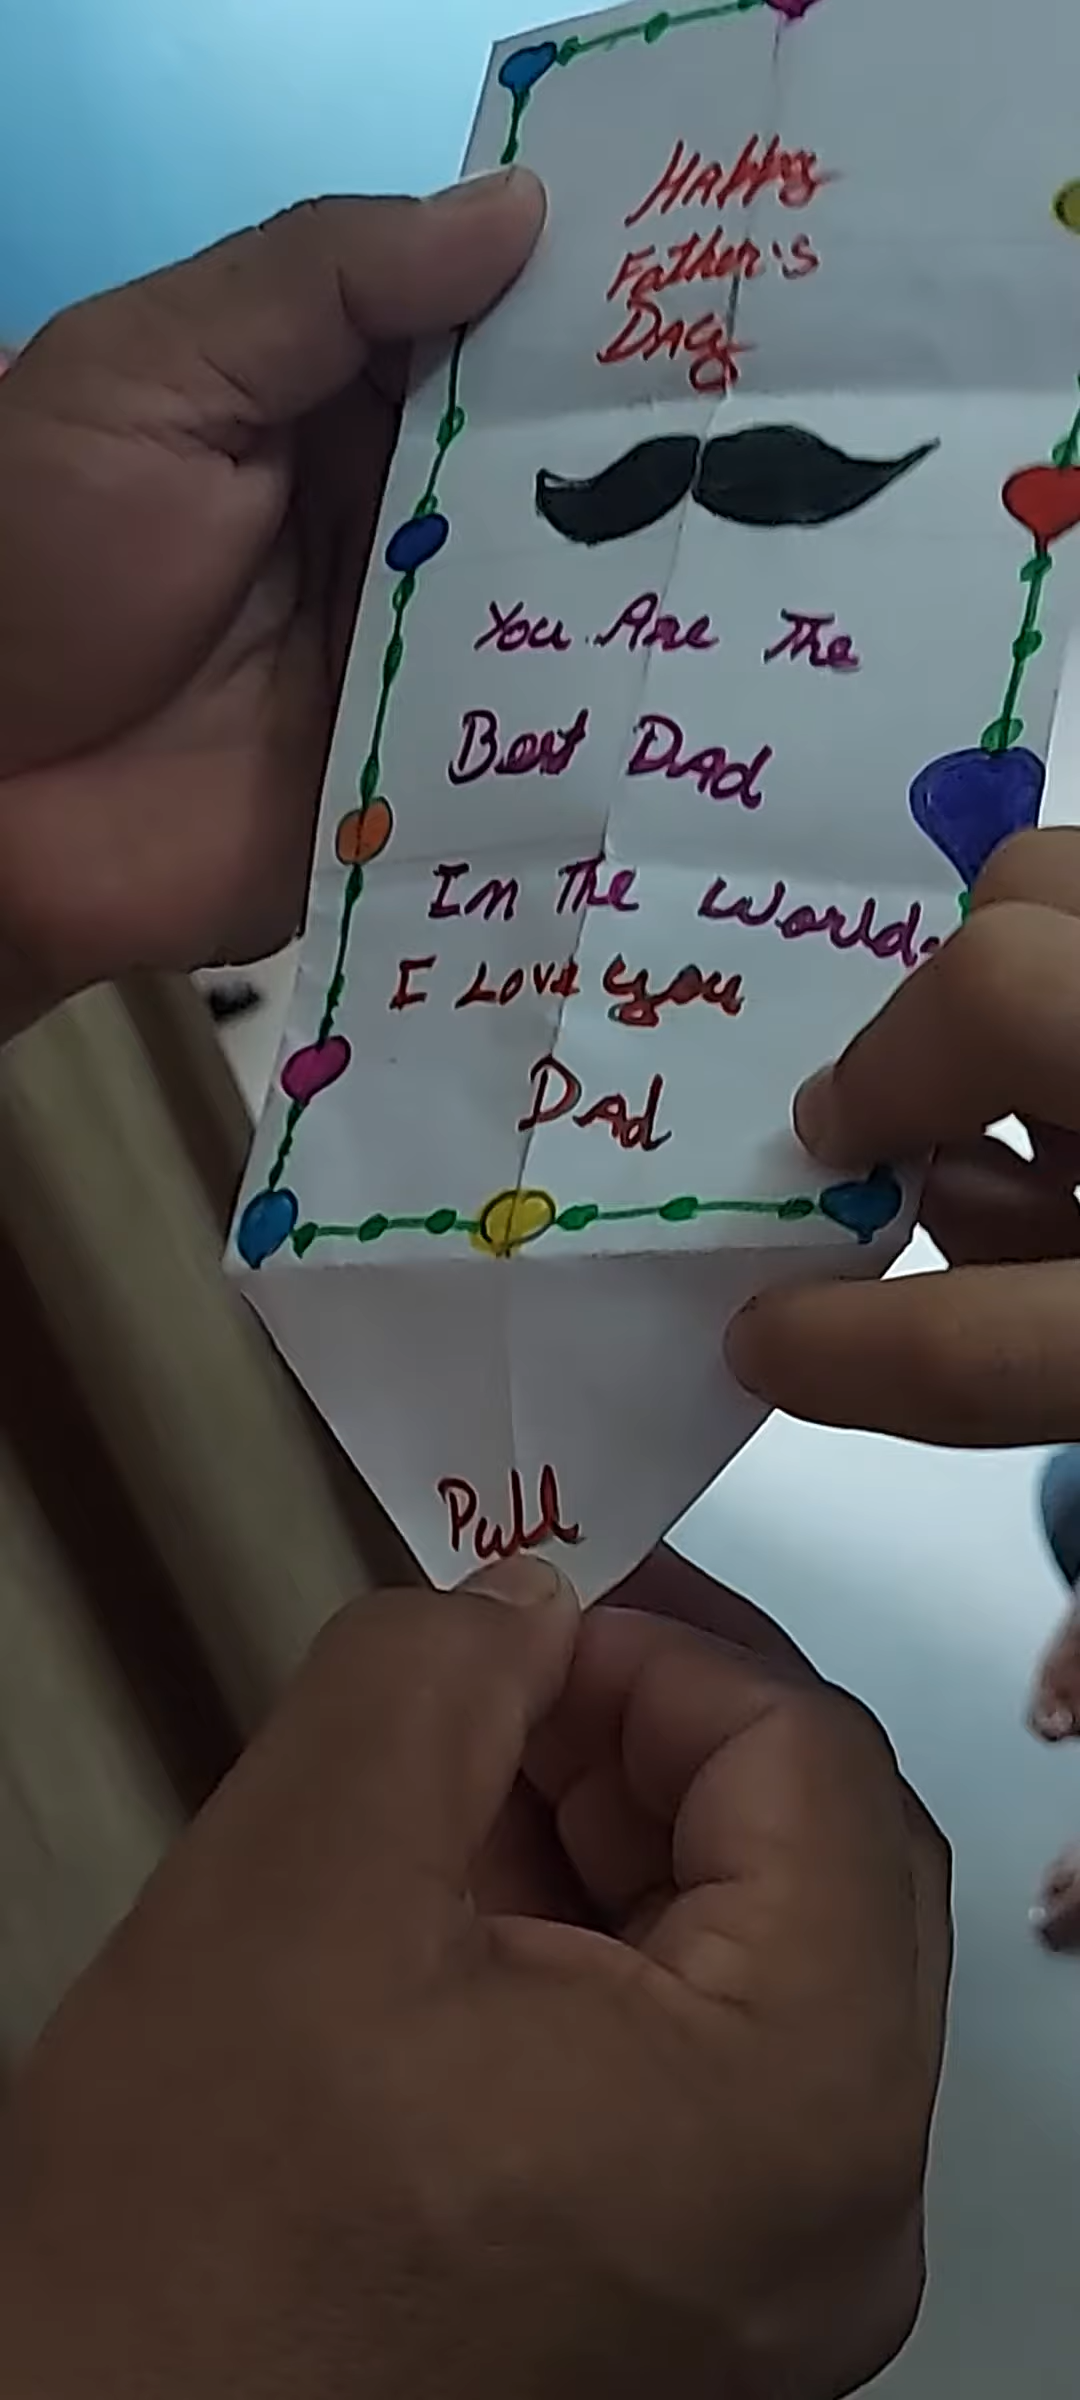 Happy
Father's
Day
You Are The
Best Dad
In The World.
I Love you
Dad
Pull